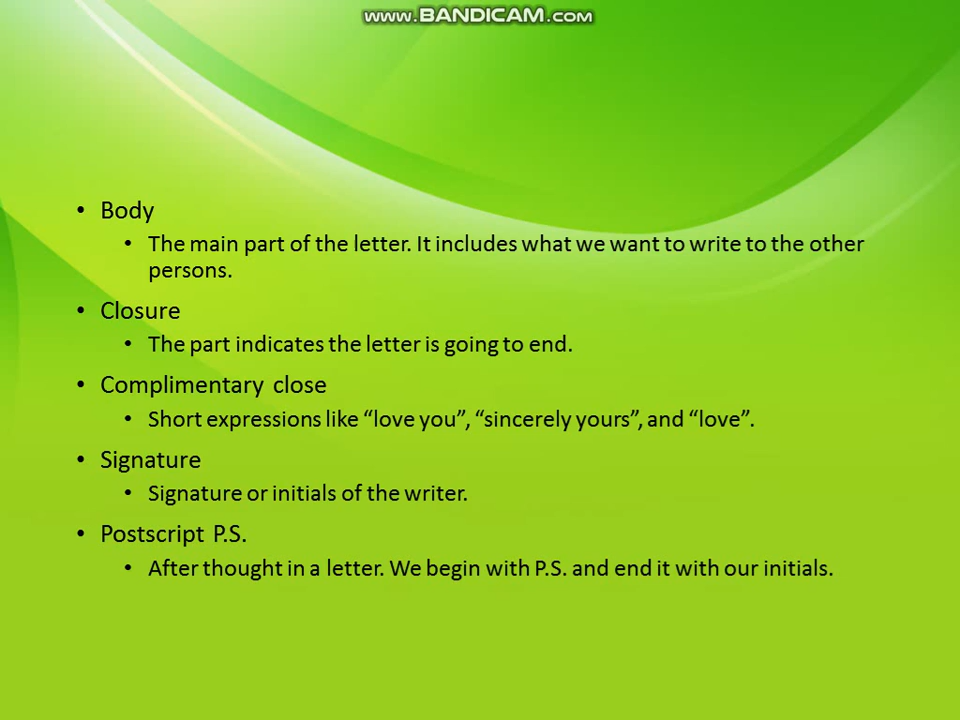 www.BANDICAM.com
• Body
• The main part of the letter. It includes what we want to write to the other
persons.
• Closure
• The part indicates the letter is going to end.
• Complimentary close
• Short expressions like “love you”, “sincerely yours”, and “love”.
• Signature
• Signature or initials of the writer.
• Postscript P.S.
• After thought in a letter. We begin with P.S. and end it with our initials.